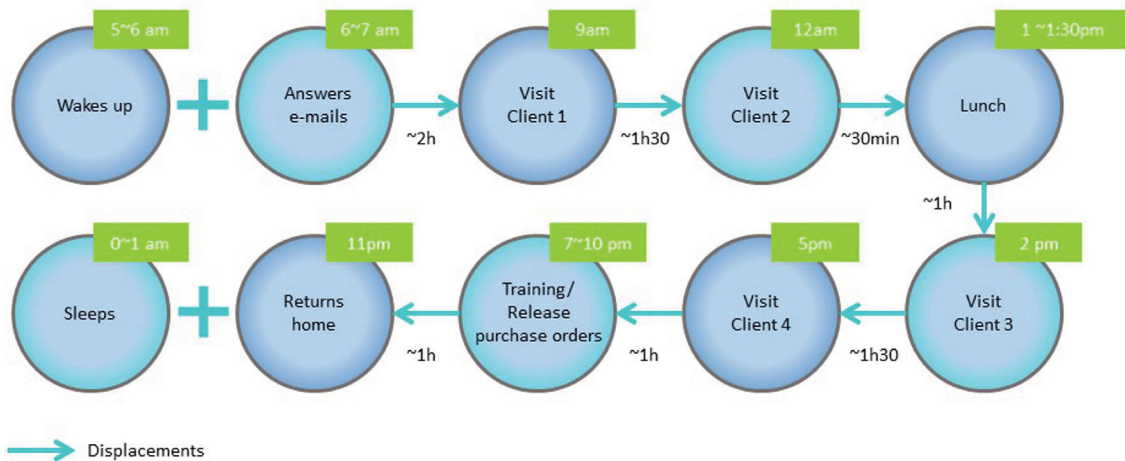 5~6 am
6~7 am
9am
12am
1 ~1:30pm
Wakes up
Answers
e-mails
Visit
Client 1
Visit
Client 2
Lunch
~2h
~1h30
~30min
~1h
0~1 am
11pm
7~10 pm
5pm
2 pm
Sleeps
Returns
home
Training/
Release
purchase orders
Visit
Client 4
Visit
Client 3
~1h
~1h
~1h30
Displacements